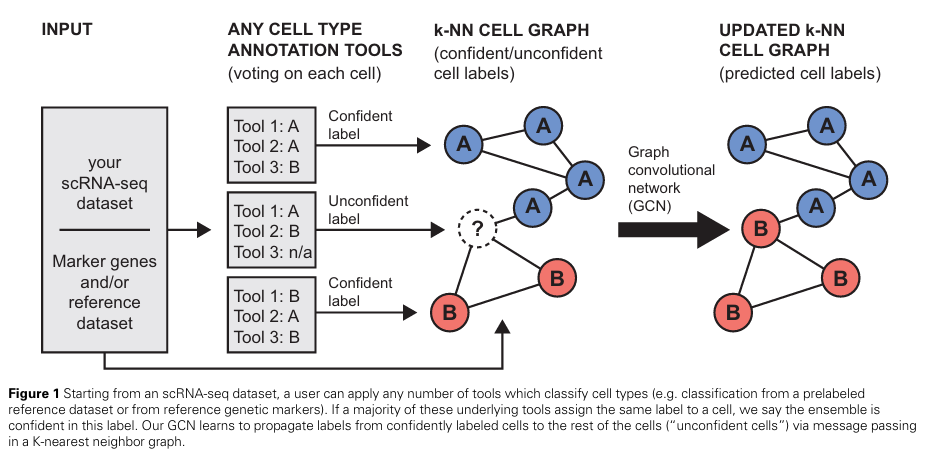 INPUT
ANY CELL TYPE
ANNOTATION TOOLS
(voting on each cell)
k-NN CELL GRAPH
(confident/unconfident
cell labels)
UPDATED k-NN
CELL GRAPH
(predicted cell labels)
your
scRNA-seq
dataset
Marker genes
and/or
reference
dataset
Tool 1: A
Tool 2: A
Tool 3: B
Confident
label
Tool 1: A
Tool 2: B
Tool 3: n/a
Unconfident
label
Tool 1: B
Tool 2: A
Tool 3: B
Confident
label
A
A
A
A
?
B
B
Graph
convolutional
network
(GCN)
A
A
A
A
B
B
B
Figure 1 Starting from an scRNA-seq dataset, a user can apply any number of tools which classify cell types (e.g. classification from a prelabeled
reference dataset or from reference genetic markers). If a majority of these underlying tools assign the same label to a cell, we say the ensemble is
confident in this label. Our GCN learns to propagate labels from confidently labeled cells to the rest of the cells (“unconfident cells”) via message passing
in a K-nearest neighbor graph.